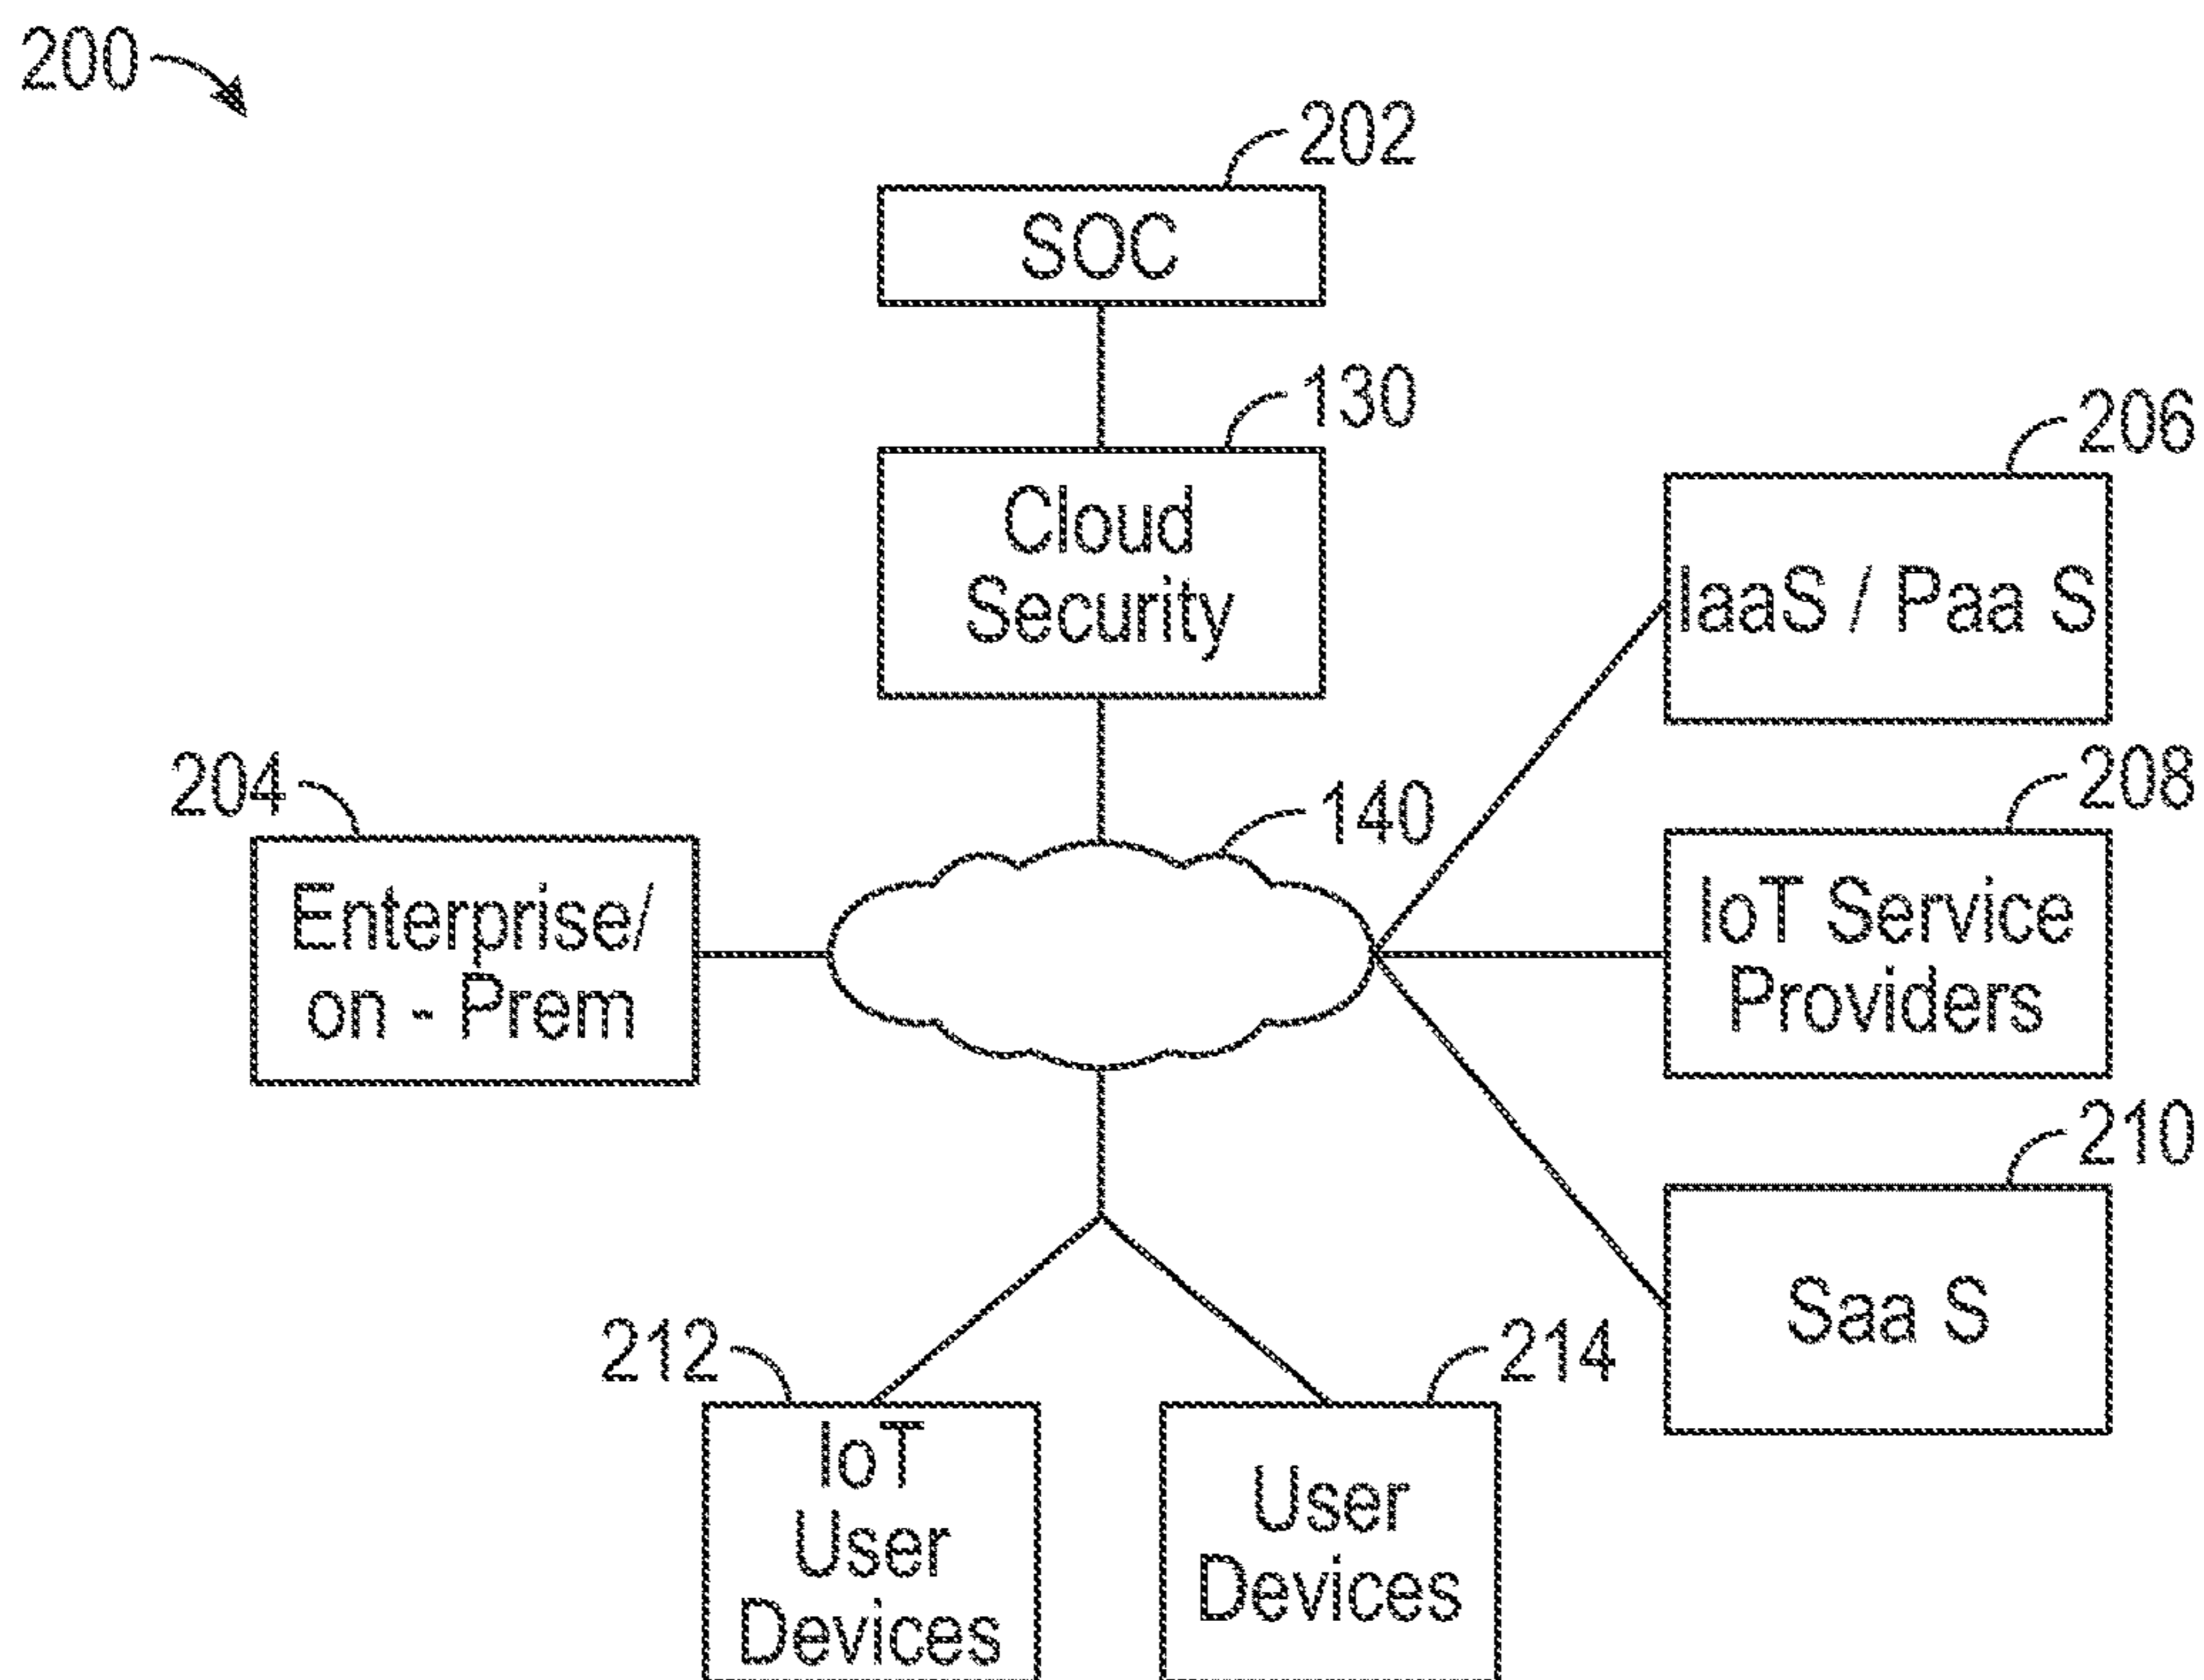 200
202
SOC
130
Cloud
Security
206
IaaS / Paa S
204
Enterprise/
on - Prem
140
208
IoT Service
Providers
210
Saa S
212
IoT
User
Devices
214
User
Devices